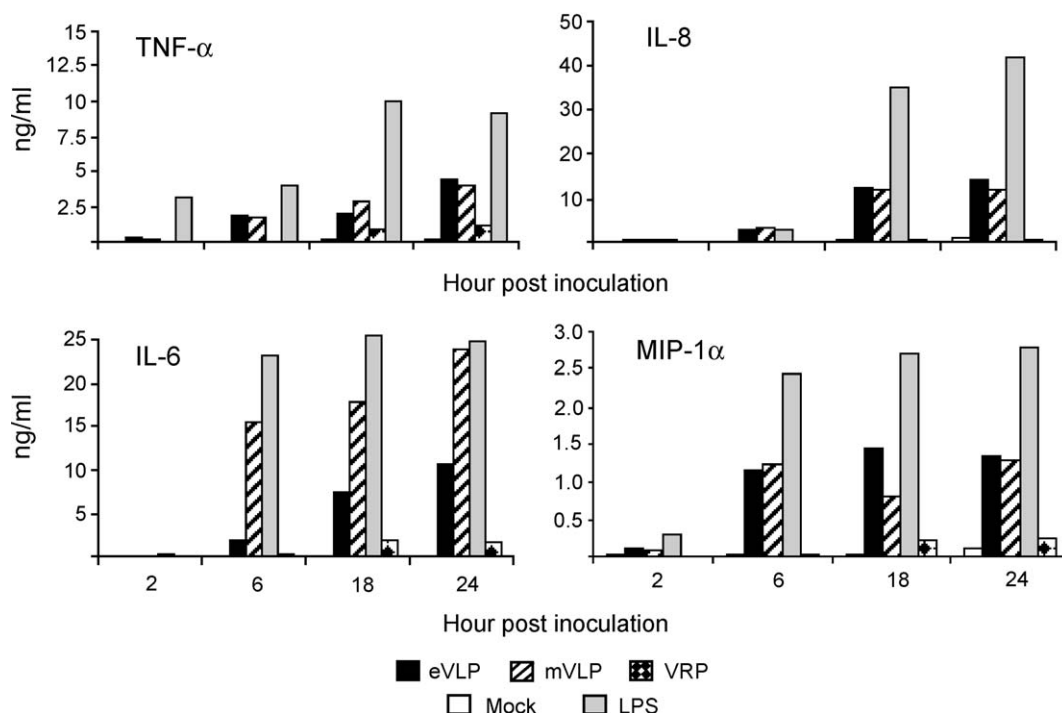 TNF-α
15
12.5
10
7.5
5
2.5
ng/ml
IL-8
50
40
30
20
10
Hour post inoculation
IL-6
25
20
15
10
5
ng/ml
2 6 18 24
MIP-1α
3.0
2.5
2.0
1.5
1.0
0.5
2 6 18 24
Hour post inoculation
eVLP mVLP VRP
Mock LPS